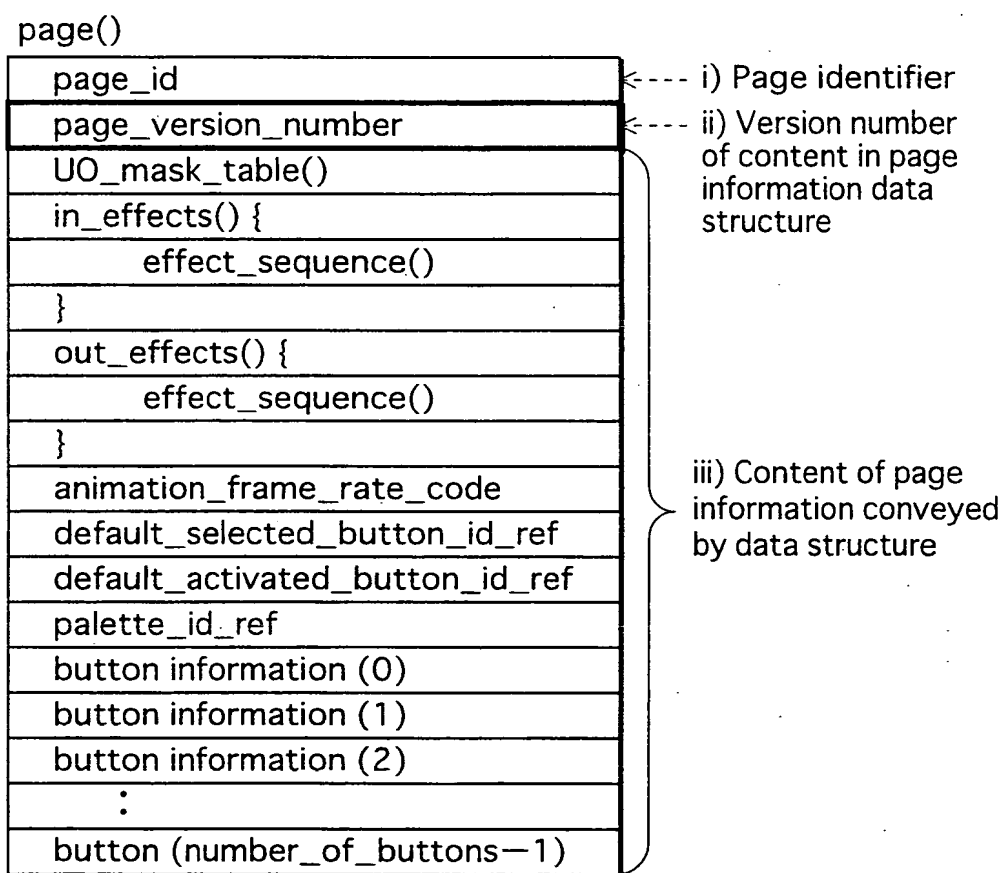 page()
page_id
i) Page identifier
page_version_number
ii) Version number
of content in page
information data
structure
UO_mask_table()
in_effects() {
effect_sequence()
}
out_effects() {
effect_sequence()
}
animation_frame_rate_code
default_selected_button_id_ref
default_activated_button_id_ref
palette_id_ref
button information (0)
button information (1)
button information (2)
:
button (number_of_buttons−1)
iii) Content of page
information conveyed
by data structure